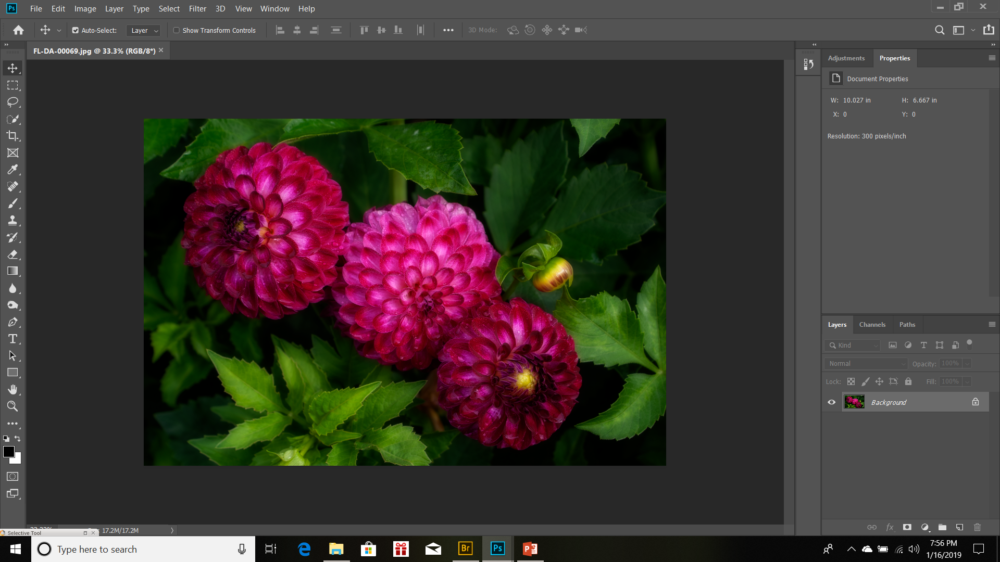 Ps File Edit Image Layer Type Select Filter 3D View Window Help
Auto-Select: Layer Show Transform Controls 3D Mode:
FL-DA-00069.jpg @ 33.3% (RGB/8*)
Adjustments Properties
Document Properties
W: 10.027 in H: 6.667 in
X: 0 Y: 0
Resolution: 300 pixels/inch
Layers Channels Paths
Kind
Normal Opacity: 100%
Lock: Fill: 100%
Background
fx
17.2M/17.2M
Selective Tool
Type here to search
Br Ps
7:56 PM
1/16/2019